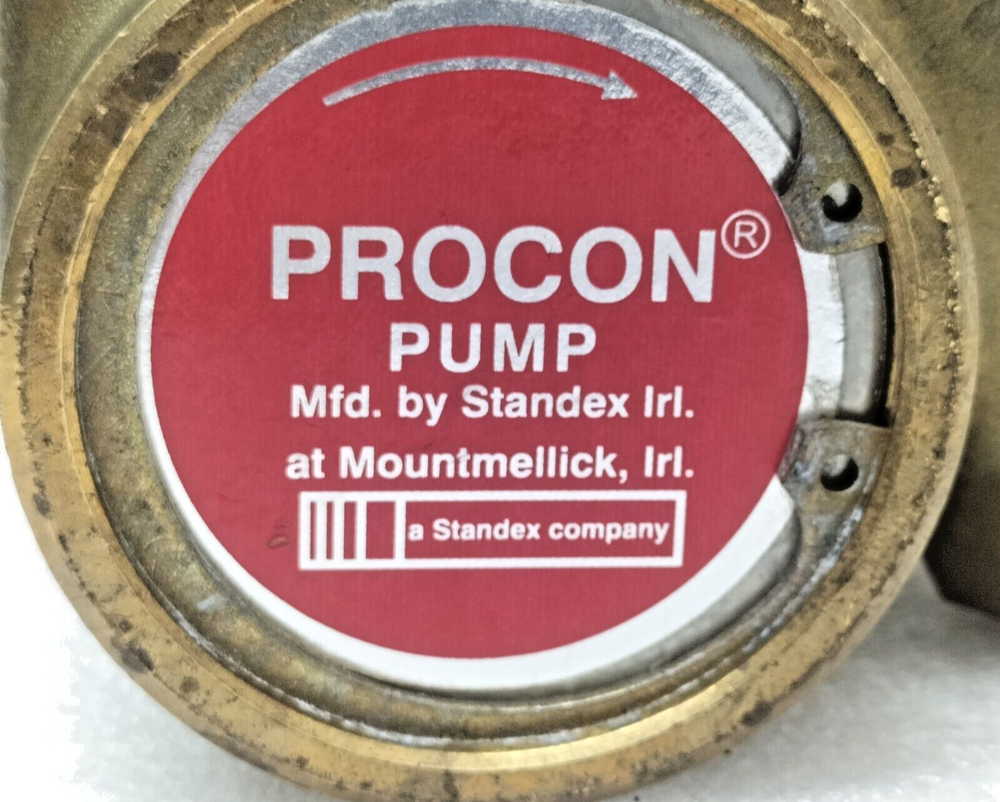 PROCON®
PUMP
Mfd. by Standex Irl.
at Mountmellick, Irl.
a Standex company